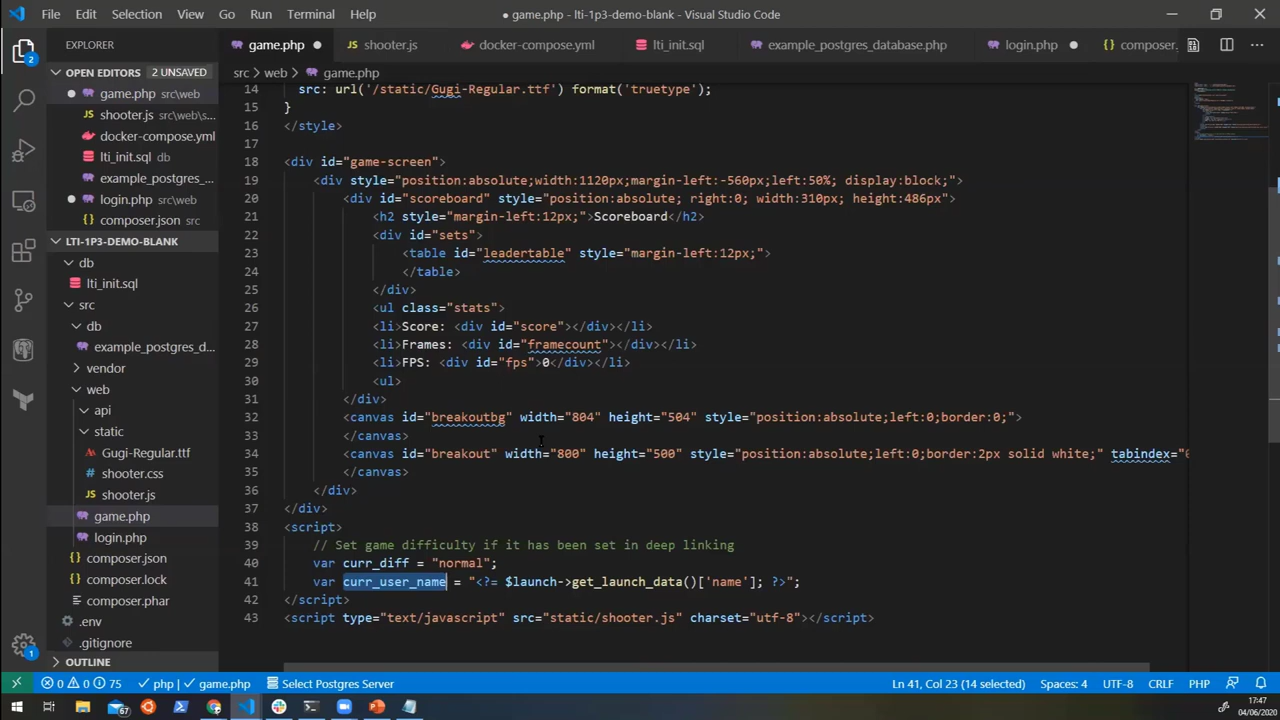 File Edit Selection View Go Run Terminal Help
● game.php - lti-1p3-demo-blank - Visual Studio Code
EXPLORER
game.php ●
shooter.js
docker-compose.yml
lti_init.sql
example_postgres_database.php
login.php ●
{} composer.
2
OPEN EDITORS 2 UNSAVED
game.php src\web
shooter.js src\web\s...
docker-compose.yml
lti_init.sql db
example_postgres_...
login.php src\web
{} composer.json src
LTI-1P3-DEMO-BLANK
db
lti_init.sql
src
db
example_postgres_d...
vendor
web
api
static
Gugi-Regular.ttf
shooter.css
JS shooter.js
game.php
login.php
{} composer.json
{} composer.lock
composer.phar
.env
.gitignore
OUTLINE
1
src > web > game.php
14 src: url('/static/Gugi-Regular.ttf') format('truetype');
15 }
16 </style>
17
18 <div id="game-screen">
19 <div style="position:absolute;width:1120px;margin-left:-560px;left:50%; display:block;">
20 <div id="scoreboard" style="position:absolute; right:0; width:310px; height:486px">
21 <h2 style="margin-left:12px;">Scoreboard</h2>
22 <div id="sets">
23 <table id="leadertable" style="margin-left:12px;">
24 </table>
25 </div>
26 <ul class="stats">
27 <li>Score: <div id="score"></div></li>
28 <li>Frames: <div id="framecount"></div></li>
29 <li>FPS: <div id="fps">0</div></li>
30 <ul>
31 </div>
32 <canvas id="breakoutbg" width="804" height="504" style="position:absolute;left:0;border:0;">
33 </canvas>
34 <canvas id="breakout" width="800" height="500" style="position:absolute;left:0;border:2px solid white;" tabindex="
35 </canvas>
36 </div>
37 </div>
38 <script>
39 // Set game difficulty if it has been set in deep linking
40 var curr_diff = "normal";
41 var curr_user_name = "<?= $launch->get_launch_data()['name']; ?>";
42 </script>
43 <script type="text/javascript" src="static/shooter.js" charset="utf-8"></script>
0 0 75 php | game.php Select Postgres Server Ln 41, Col 23 (14 selected) Spaces: 4 UTF-8 CRLF PHP
67
17:47
04/06/2020